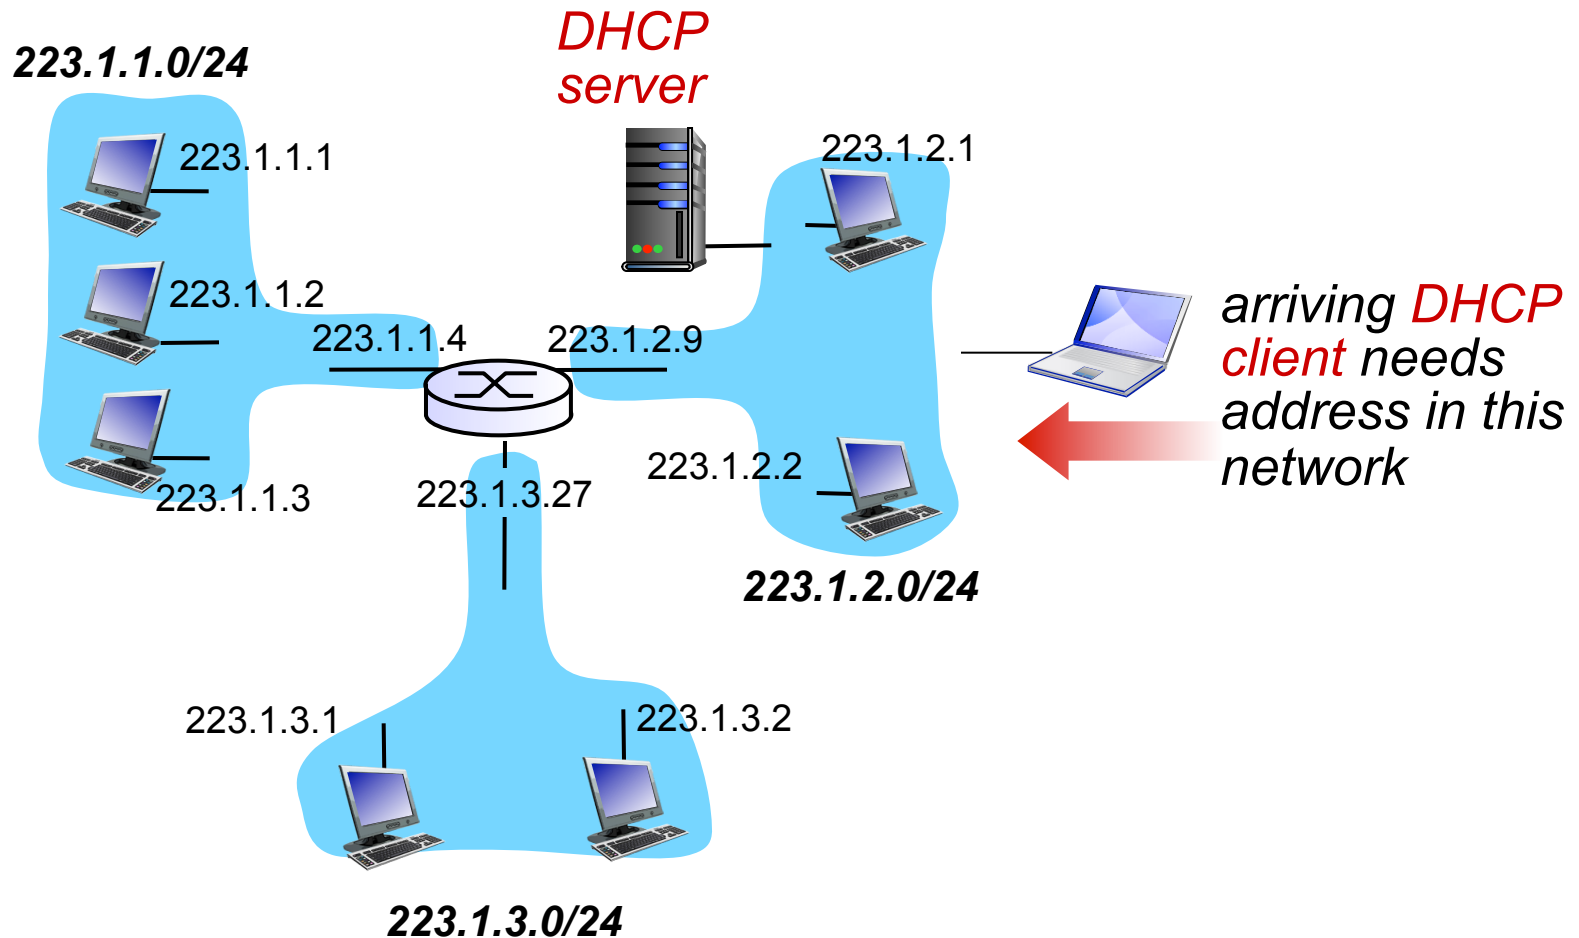 DHCP
server
223.1.1.0/24
223.1.1.1
223.1.2.1
223.1.1.2
223.1.1.4
223.1.2.9
arriving DHCP
client needs
address in this
network
223.1.1.3
223.1.3.27
223.1.2.2
223.1.2.0/24
223.1.3.1
223.1.3.2
223.1.3.0/24